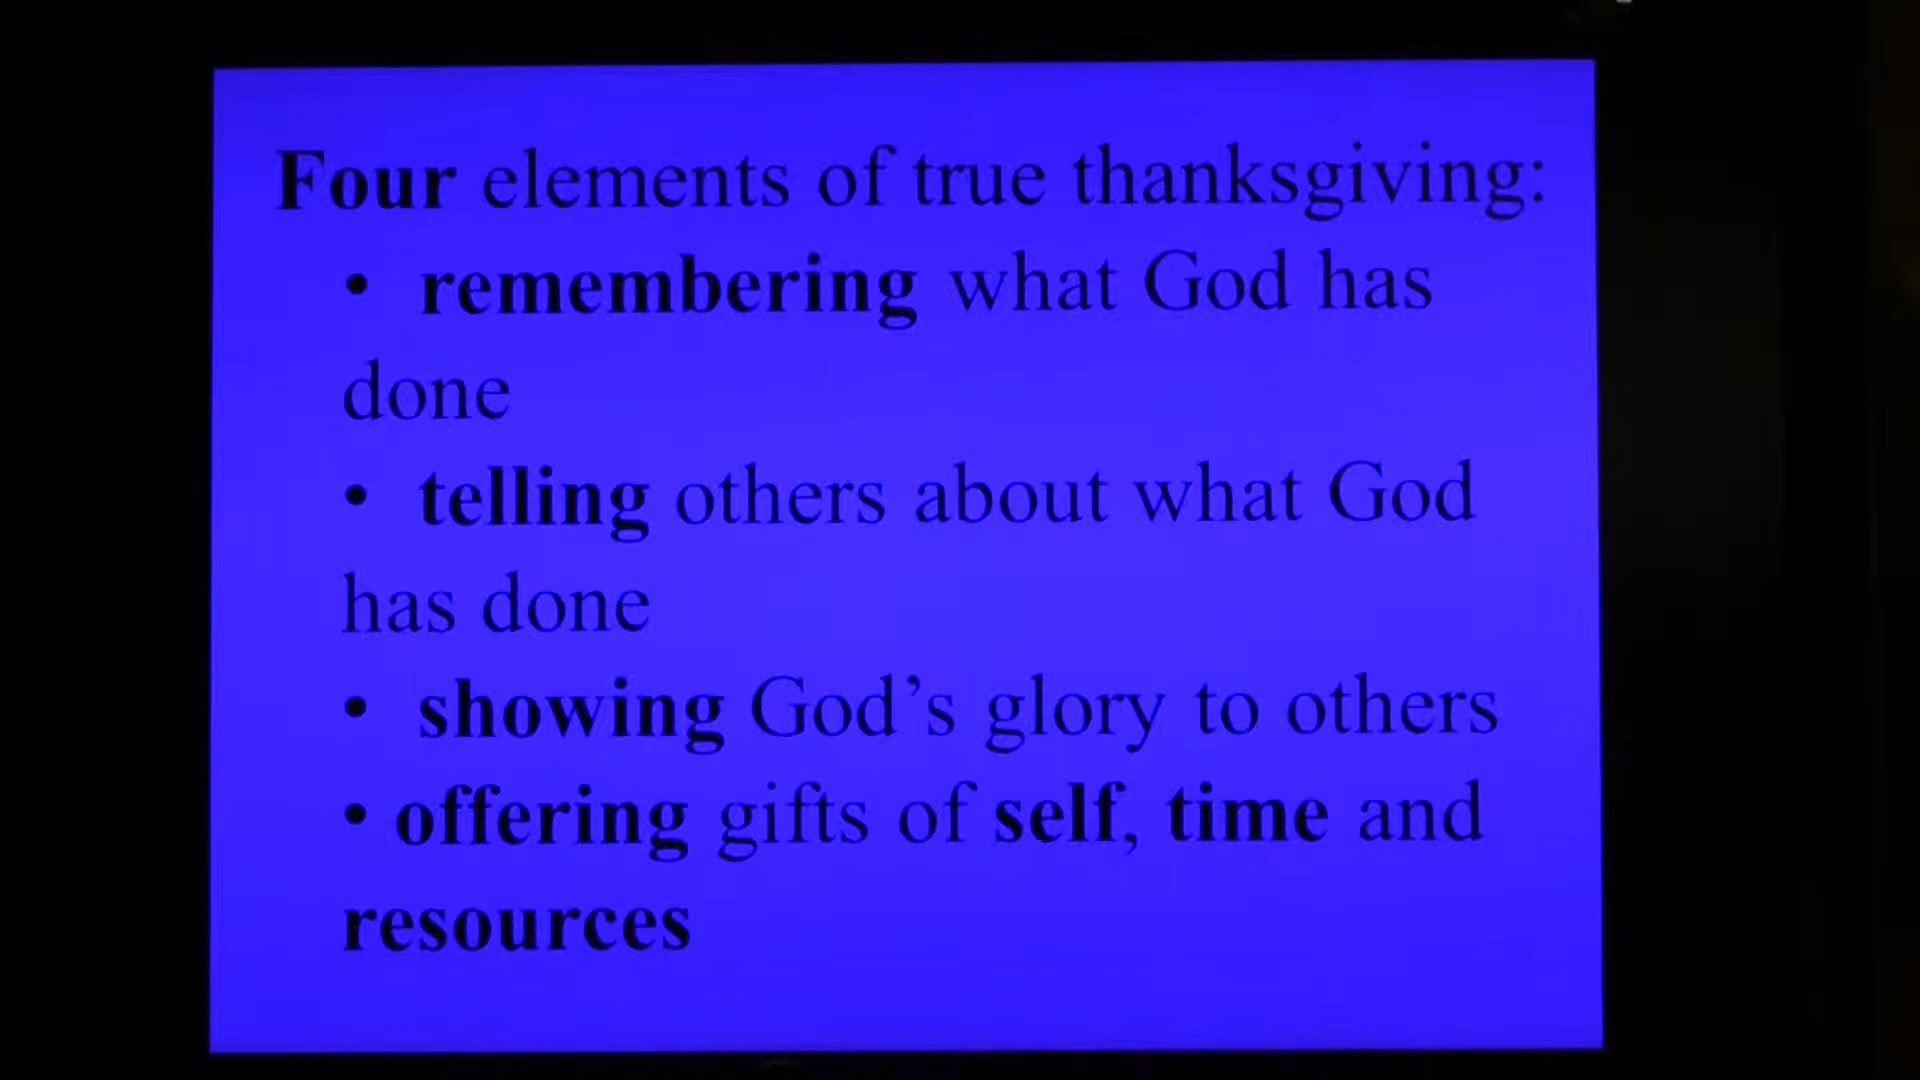 Four elements of true thanksgiving:
• remembering what God has
done
• telling others about what God
has done
• showing God’s glory to others
• offering gifts of self, time and
resources